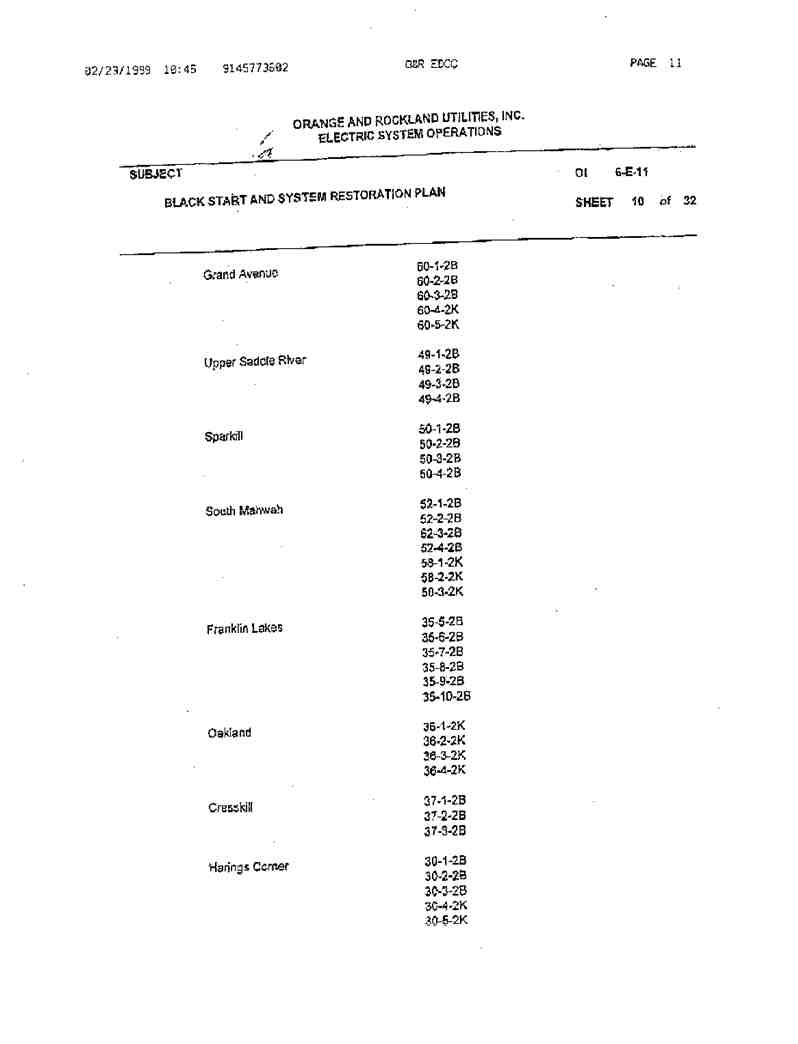 02/23/1999 10:45 9145773602 O&R EDCC PAGE 11
ORANGE AND ROCKLAND UTILITIES, INC.
ELECTRIC SYSTEM OPERATIONS
SUBJECT OI 6-E-11
BLACK START AND SYSTEM RESTORATION PLAN SHEET 10 of 32
Grand Avenue 60-1-2B
60-2-2B
60-3-2B
60-4-2K
60-5-2K
Upper Saddle River 49-1-2B
49-2-2B
49-3-2B
49-4-2B
Sparkill 50-1-2B
50-2-2B
50-3-2B
50-4-2B
South Mahwah 52-1-2B
52-2-2B
52-3-2B
52-4-2B
58-1-2K
58-2-2K
58-3-2K
Franklin Lakes 35-5-2B
35-6-2B
35-7-2B
35-8-2B
35-9-2B
35-10-2B
Oakland 36-1-2K
36-2-2K
36-3-2K
36-4-2K
Cresskill 37-1-2B
37-2-2B
37-3-2B
Harings Corner 30-1-2B
30-2-2B
30-3-2B
30-4-2K
30-5-2K